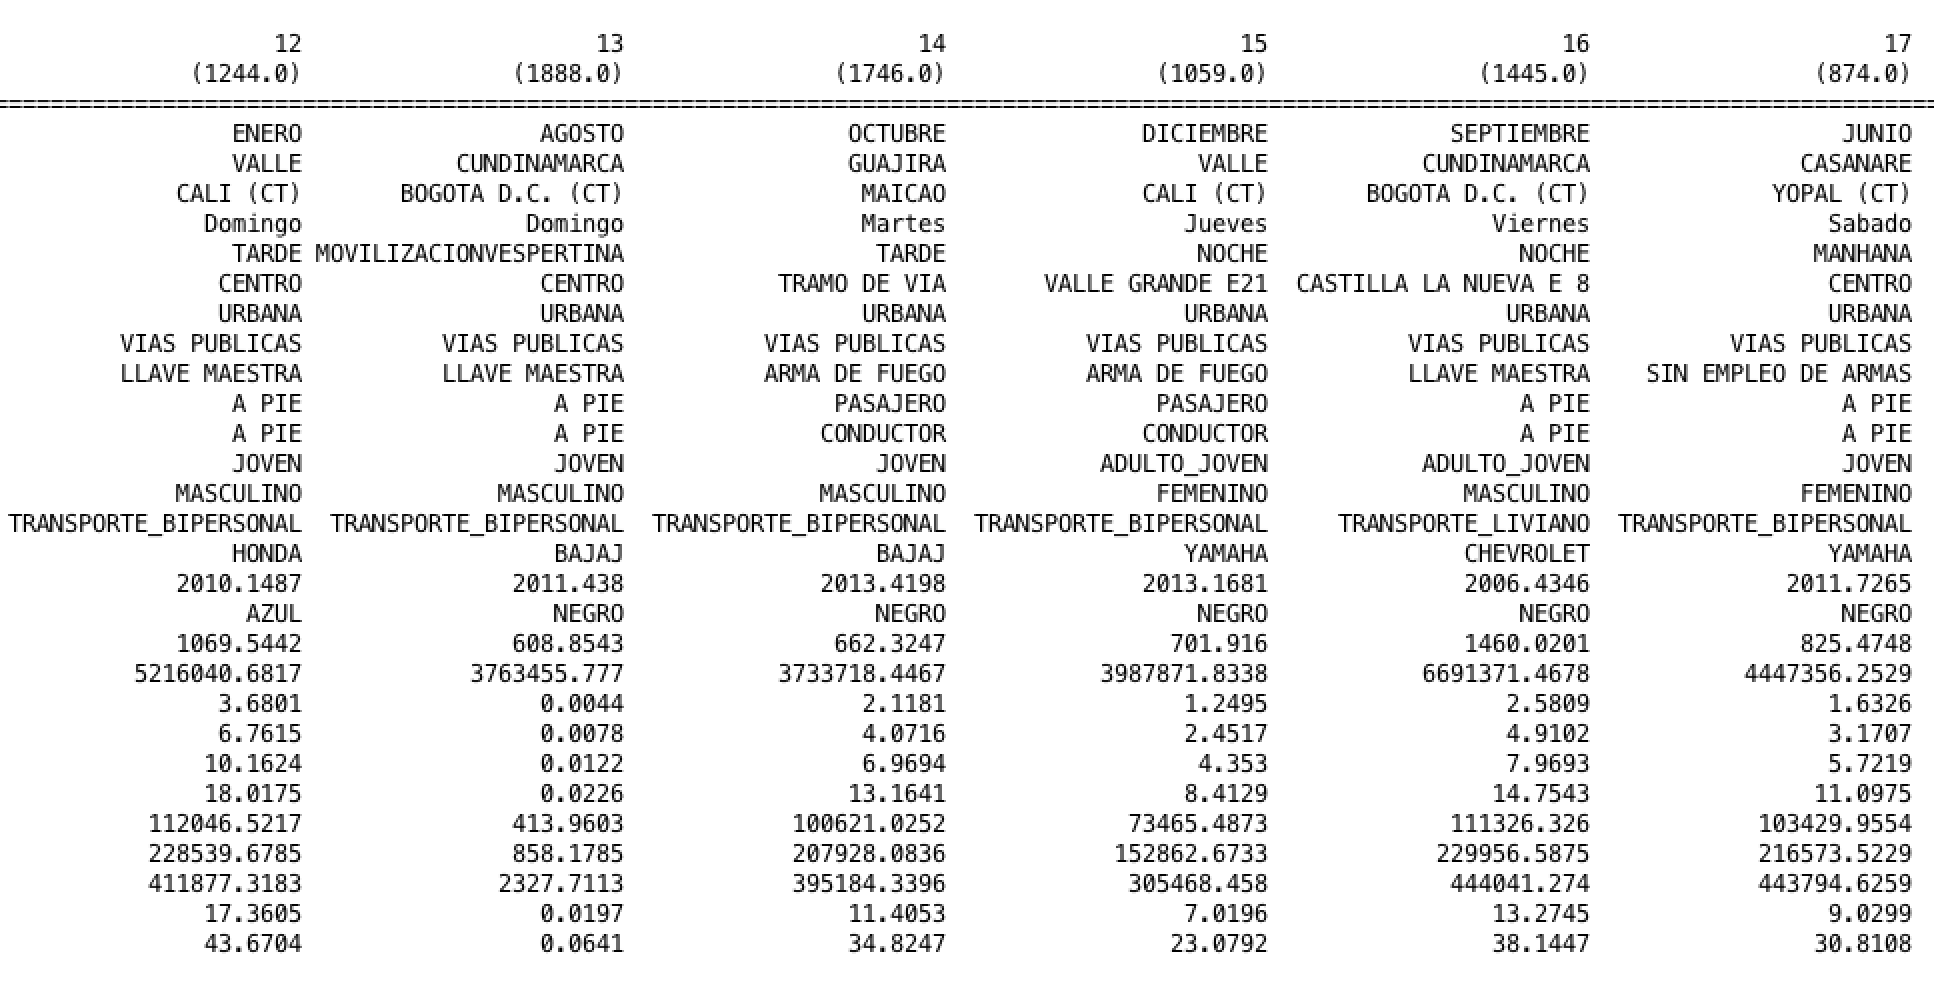 12 13 14 15 16 17
(1244.0) (1888.0) (1746.0) (1059.0) (1445.0) (874.0)
ENERO AGOSTO OCTUBRE DICIEMBRE SEPTIEMBRE JUNIO
VALLE CUNDINAMARCA GUAJIRA VALLE CUNDINAMARCA CASANARE
CALI (CT) BOGOTA D.C. (CT) MAICAO CALI (CT) BOGOTA D.C. (CT) YOPAL (CT)
Domingo Domingo Martes Jueves Viernes Sabado
TARDE MOVILIZACIONVESPERTINA TARDE NOCHE NOCHE MANHANA
CENTRO CENTRO TRAMO DE VIA VALLE GRANDE E21 CASTILLA LA NUEVA E 8 CENTRO
URBANA URBANA URBANA URBANA URBANA URBANA
VIAS PUBLICAS VIAS PUBLICAS VIAS PUBLICAS VIAS PUBLICAS VIAS PUBLICAS VIAS PUBLICAS
LLAVE MAESTRA LLAVE MAESTRA ARMA DE FUEGO ARMA DE FUEGO LLAVE MAESTRA SIN EMPLEO DE ARMAS
A PIE A PIE PASAJERO PASAJERO A PIE A PIE
A PIE A PIE CONDUCTOR CONDUCTOR A PIE A PIE
JOVEN JOVEN JOVEN ADULTO_JOVEN ADULTO_JOVEN JOVEN
MASCULINO MASCULINO MASCULINO FEMENINO MASCULINO FEMENINO
TRANSPORTE_BIPERSONAL TRANSPORTE_BIPERSONAL TRANSPORTE_BIPERSONAL TRANSPORTE_BIPERSONAL TRANSPORTE_LIVIANO TRANSPORTE_BIPERSONAL
HONDA BAJAJ BAJAJ YAMAHA CHEVROLET YAMAHA
2010.1487 2011.438 2013.4198 2013.1681 2006.4346 2011.7265
AZUL NEGRO NEGRO NEGRO NEGRO NEGRO
1069.5442 608.8543 662.3247 701.916 1460.0201 825.4748
5216040.6817 3763455.777 3733718.4467 3987871.8338 6691371.4678 4447356.2529
3.6801 0.0044 2.1181 1.2495 2.5809 1.6326
6.7615 0.0078 4.0716 2.4517 4.9102 3.1707
10.1624 0.0122 6.9694 4.353 7.9693 5.7219
18.0175 0.0226 13.1641 8.4129 14.7543 11.0975
112046.5217 413.9603 100621.0252 73465.4873 111326.326 103429.9554
228539.6785 858.1785 207928.0836 152862.6733 229956.5875 216573.5229
411877.3183 2327.7113 395184.3396 305468.458 444041.274 443794.6259
17.3605 0.0197 11.4053 7.0196 13.2745 9.0299
43.6704 0.0641 34.8247 23.0792 38.1447 30.8108